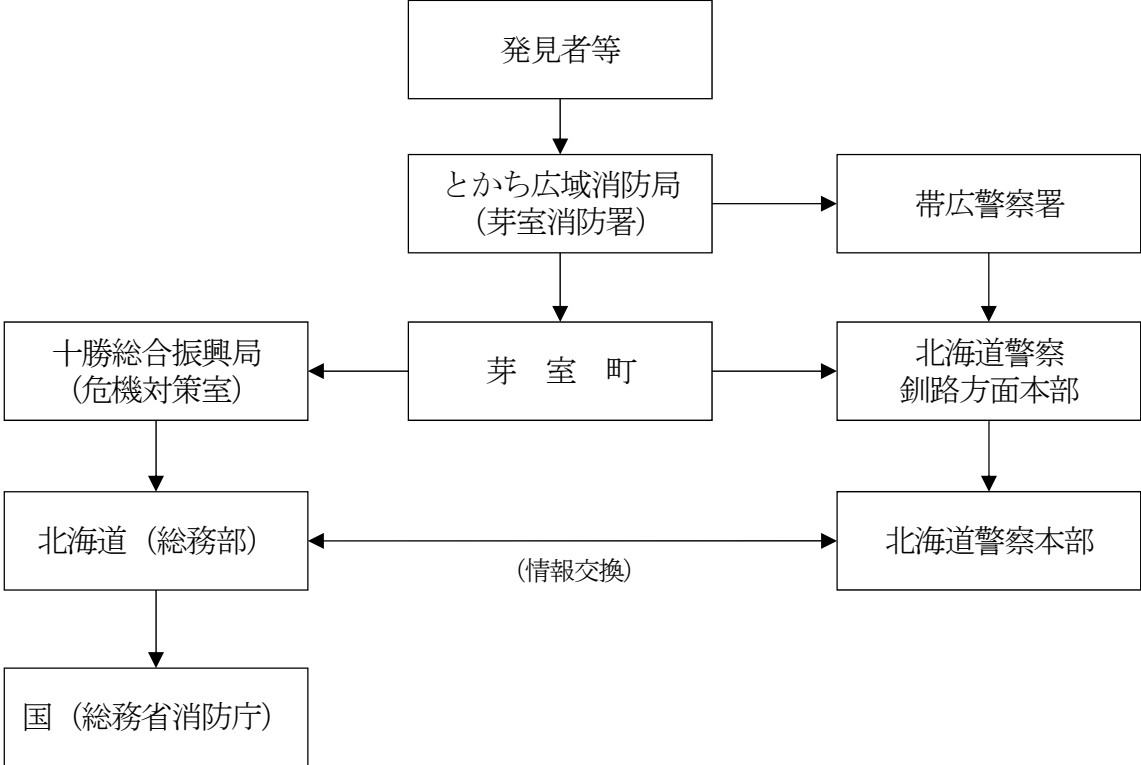 発見者等
とかち広域消防局
（芽室消防署）
帯広警察署
十勝総合振興局
（危機対策室）
芽　室　町
北海道警察
釧路方面本部
北海道（総務部）
（情報交換）
北海道警察本部
国（総務省消防庁）